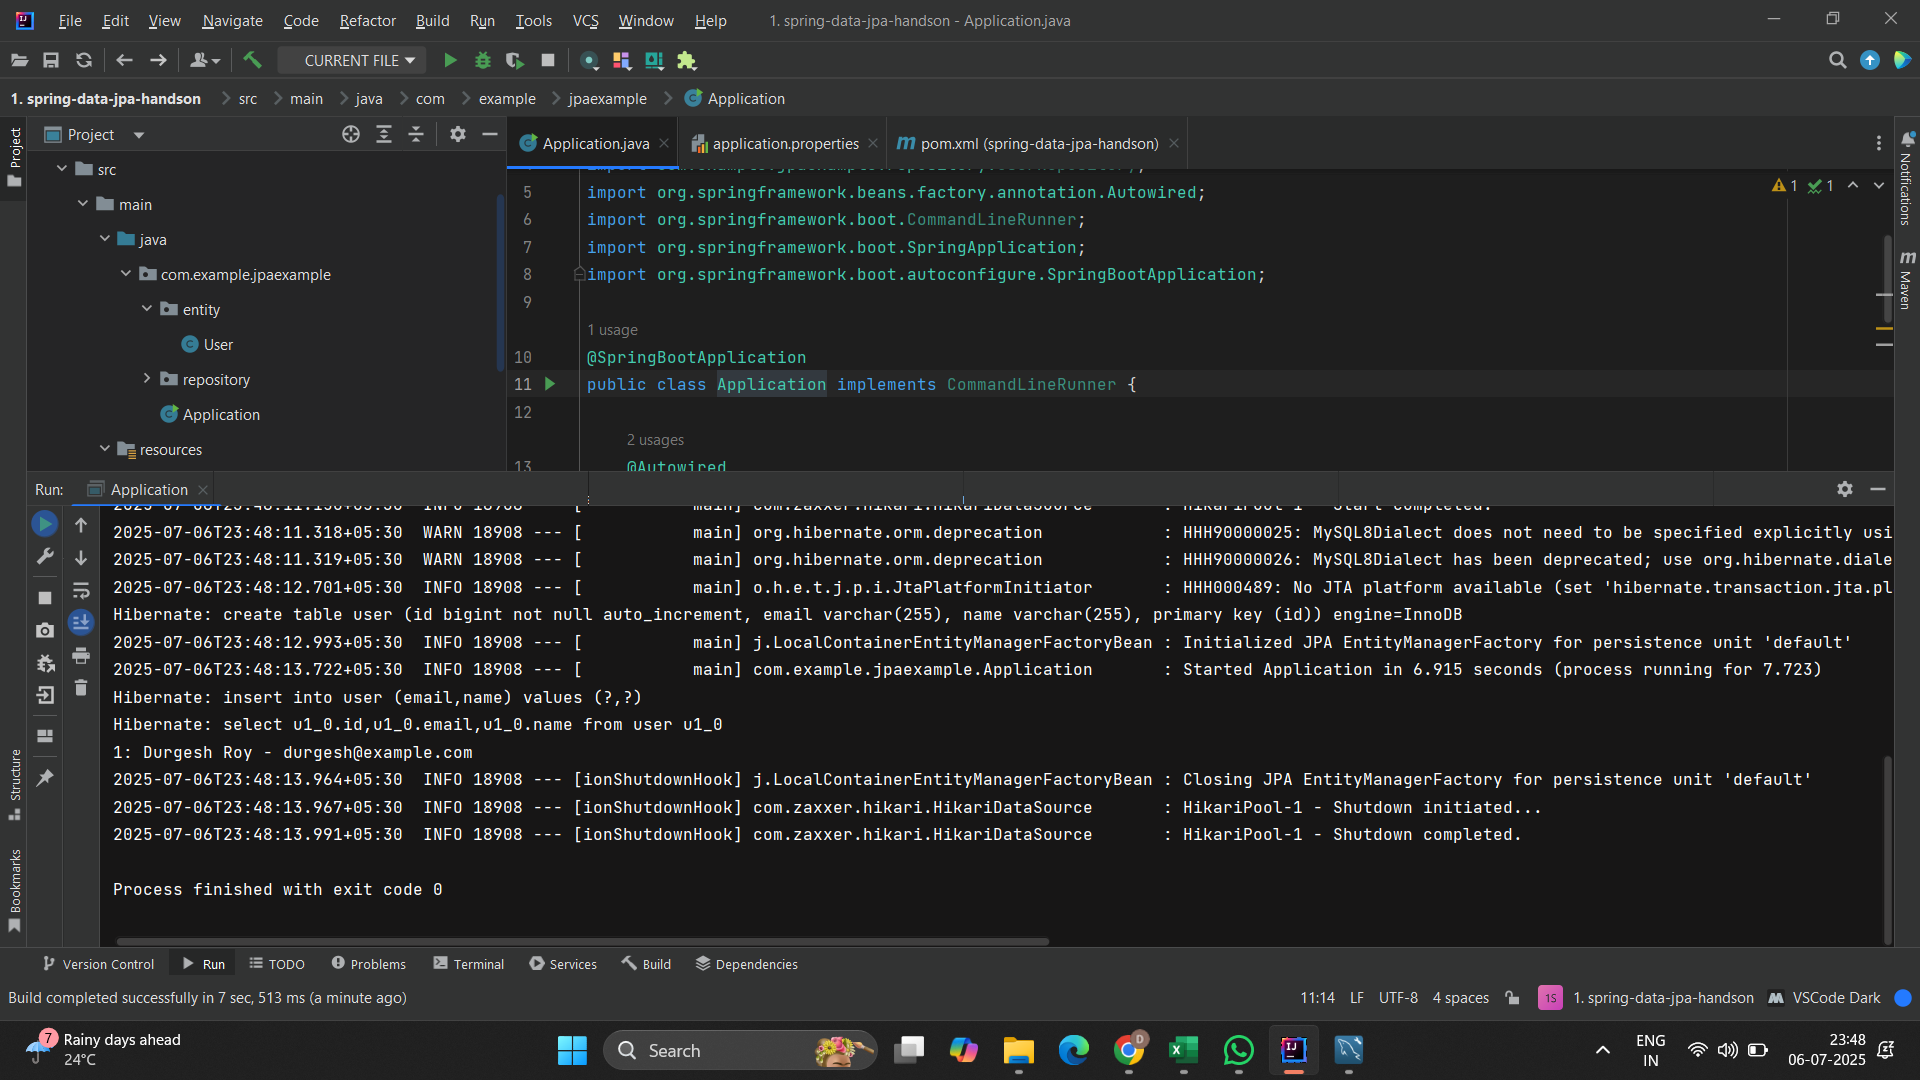 File Edit View Navigate Code Refactor Build Run Tools VCS Window Help 1. spring-data-jpa-handson - Application.java
CURRENT FILE
1. spring-data-jpa-handson src main java com example jpaexample Application
Project
Project
Application.java application.properties pom.xml (spring-data-jpa-handson)
Notifications
Maven
src
main
java
com.example.jpaexample
entity
User
repository
Application
resources
1 1
5 import org.springframework.beans.factory.annotation.Autowired;
6 import org.springframework.boot.CommandLineRunner;
7 import org.springframework.boot.SpringApplication;
8 import org.springframework.boot.autoconfigure.SpringBootApplication;
9
1 usage
10 @SpringBootApplication
11 public class Application implements CommandLineRunner {
12
2 usages
13 @Autowired
Run: Application
2025-07-06T23:48:11.318+05:30  WARN 18908 --- [           main] org.hibernate.orm.deprecation            : HHH90000025: MySQL8Dialect does not need to be specified explicitly usi
2025-07-06T23:48:11.319+05:30  WARN 18908 --- [           main] org.hibernate.orm.deprecation            : HHH90000026: MySQL8Dialect has been deprecated; use org.hibernate.diale
2025-07-06T23:48:12.701+05:30  INFO 18908 --- [           main] o.h.e.t.j.p.i.JtaPlatformInitiator       : HHH000489: No JTA platform available (set 'hibernate.transaction.jta.pl
Hibernate: create table user (id bigint not null auto_increment, email varchar(255), name varchar(255), primary key (id)) engine=InnoDB
2025-07-06T23:48:12.993+05:30  INFO 18908 --- [           main] j.LocalContainerEntityManagerFactoryBean : Initialized JPA EntityManagerFactory for persistence unit 'default'
2025-07-06T23:48:13.722+05:30  INFO 18908 --- [           main] com.example.jpaexample.Application       : Started Application in 6.915 seconds (process running for 7.723)
Hibernate: insert into user (email,name) values (?,?)
Hibernate: select u1_0.id,u1_0.email,u1_0.name from user u1_0
1: Durgesh Roy - durgesh@example.com
2025-07-06T23:48:13.964+05:30  INFO 18908 --- [ionShutdownHook] j.LocalContainerEntityManagerFactoryBean : Closing JPA EntityManagerFactory for persistence unit 'default'
2025-07-06T23:48:13.967+05:30  INFO 18908 --- [ionShutdownHook] com.zaxxer.hikari.HikariDataSource       : HikariPool-1 - Shutdown initiated...
2025-07-06T23:48:13.991+05:30  INFO 18908 --- [ionShutdownHook] com.zaxxer.hikari.HikariDataSource       : HikariPool-1 - Shutdown completed.
Process finished with exit code 0
Structure
Bookmarks
Version Control Run TODO Problems Terminal Services Build Dependencies
Build completed successfully in 7 sec, 513 ms (a minute ago) 11:14 LF UTF-8 4 spaces 1S 1. spring-data-jpa-handson VSCode Dark
7 Rainy days ahead
24°C
Search
D
ENG
IN
23:48
06-07-2025